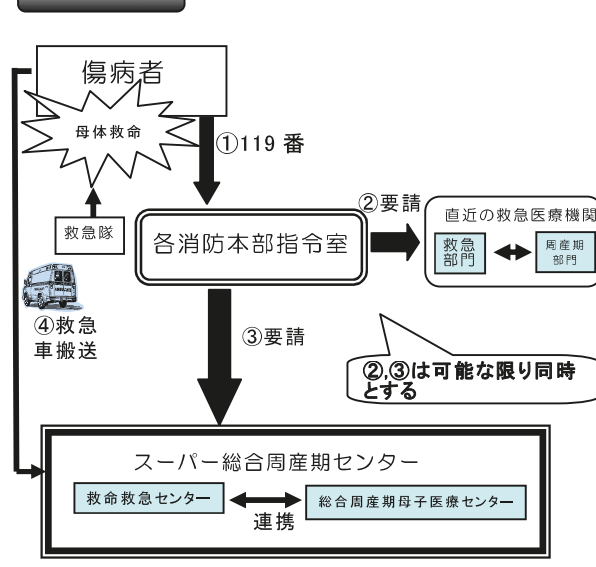 傷病者
母体救命
①119 番
②要請
直近の救急医療機関
救急隊
各消防本部指令室
救急
部門
周産期
部門
④救急
車搬送
③要請
②,③は可能な限り同時
とする
スーパー総合周産期センター
救命救急センター
総合周産期母子医療センター
連携